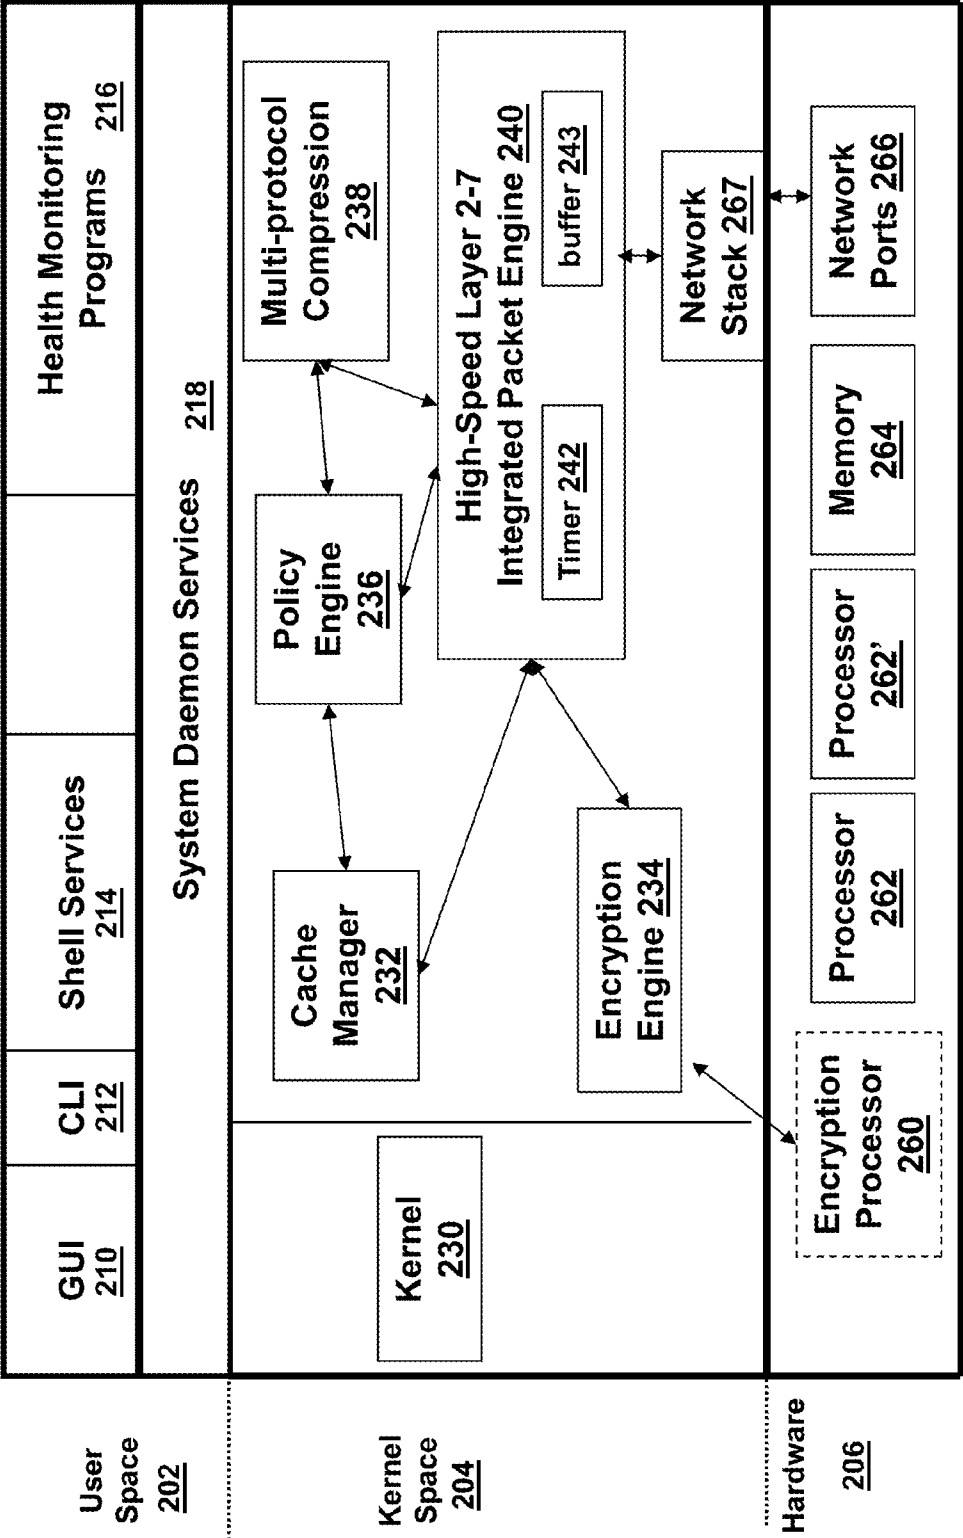 User
Space
202
GUI
210
CLI
212
Shell Services
214
Health Monitoring
Programs 216
System Daemon Services 218
Kernel
Space
204
Kernel
230
Cache
Manager
232
Policy
Engine
236
Multi-protocol
Compression
238
High-Speed Layer 2-7
Integrated Packet Engine 240
Timer 242
buffer 243
Encryption
Engine 234
Network
Stack 267
Hardware
206
Encryption
Processor
260
Processor
262
Processor
262’
Memory
264
Network
Ports 266